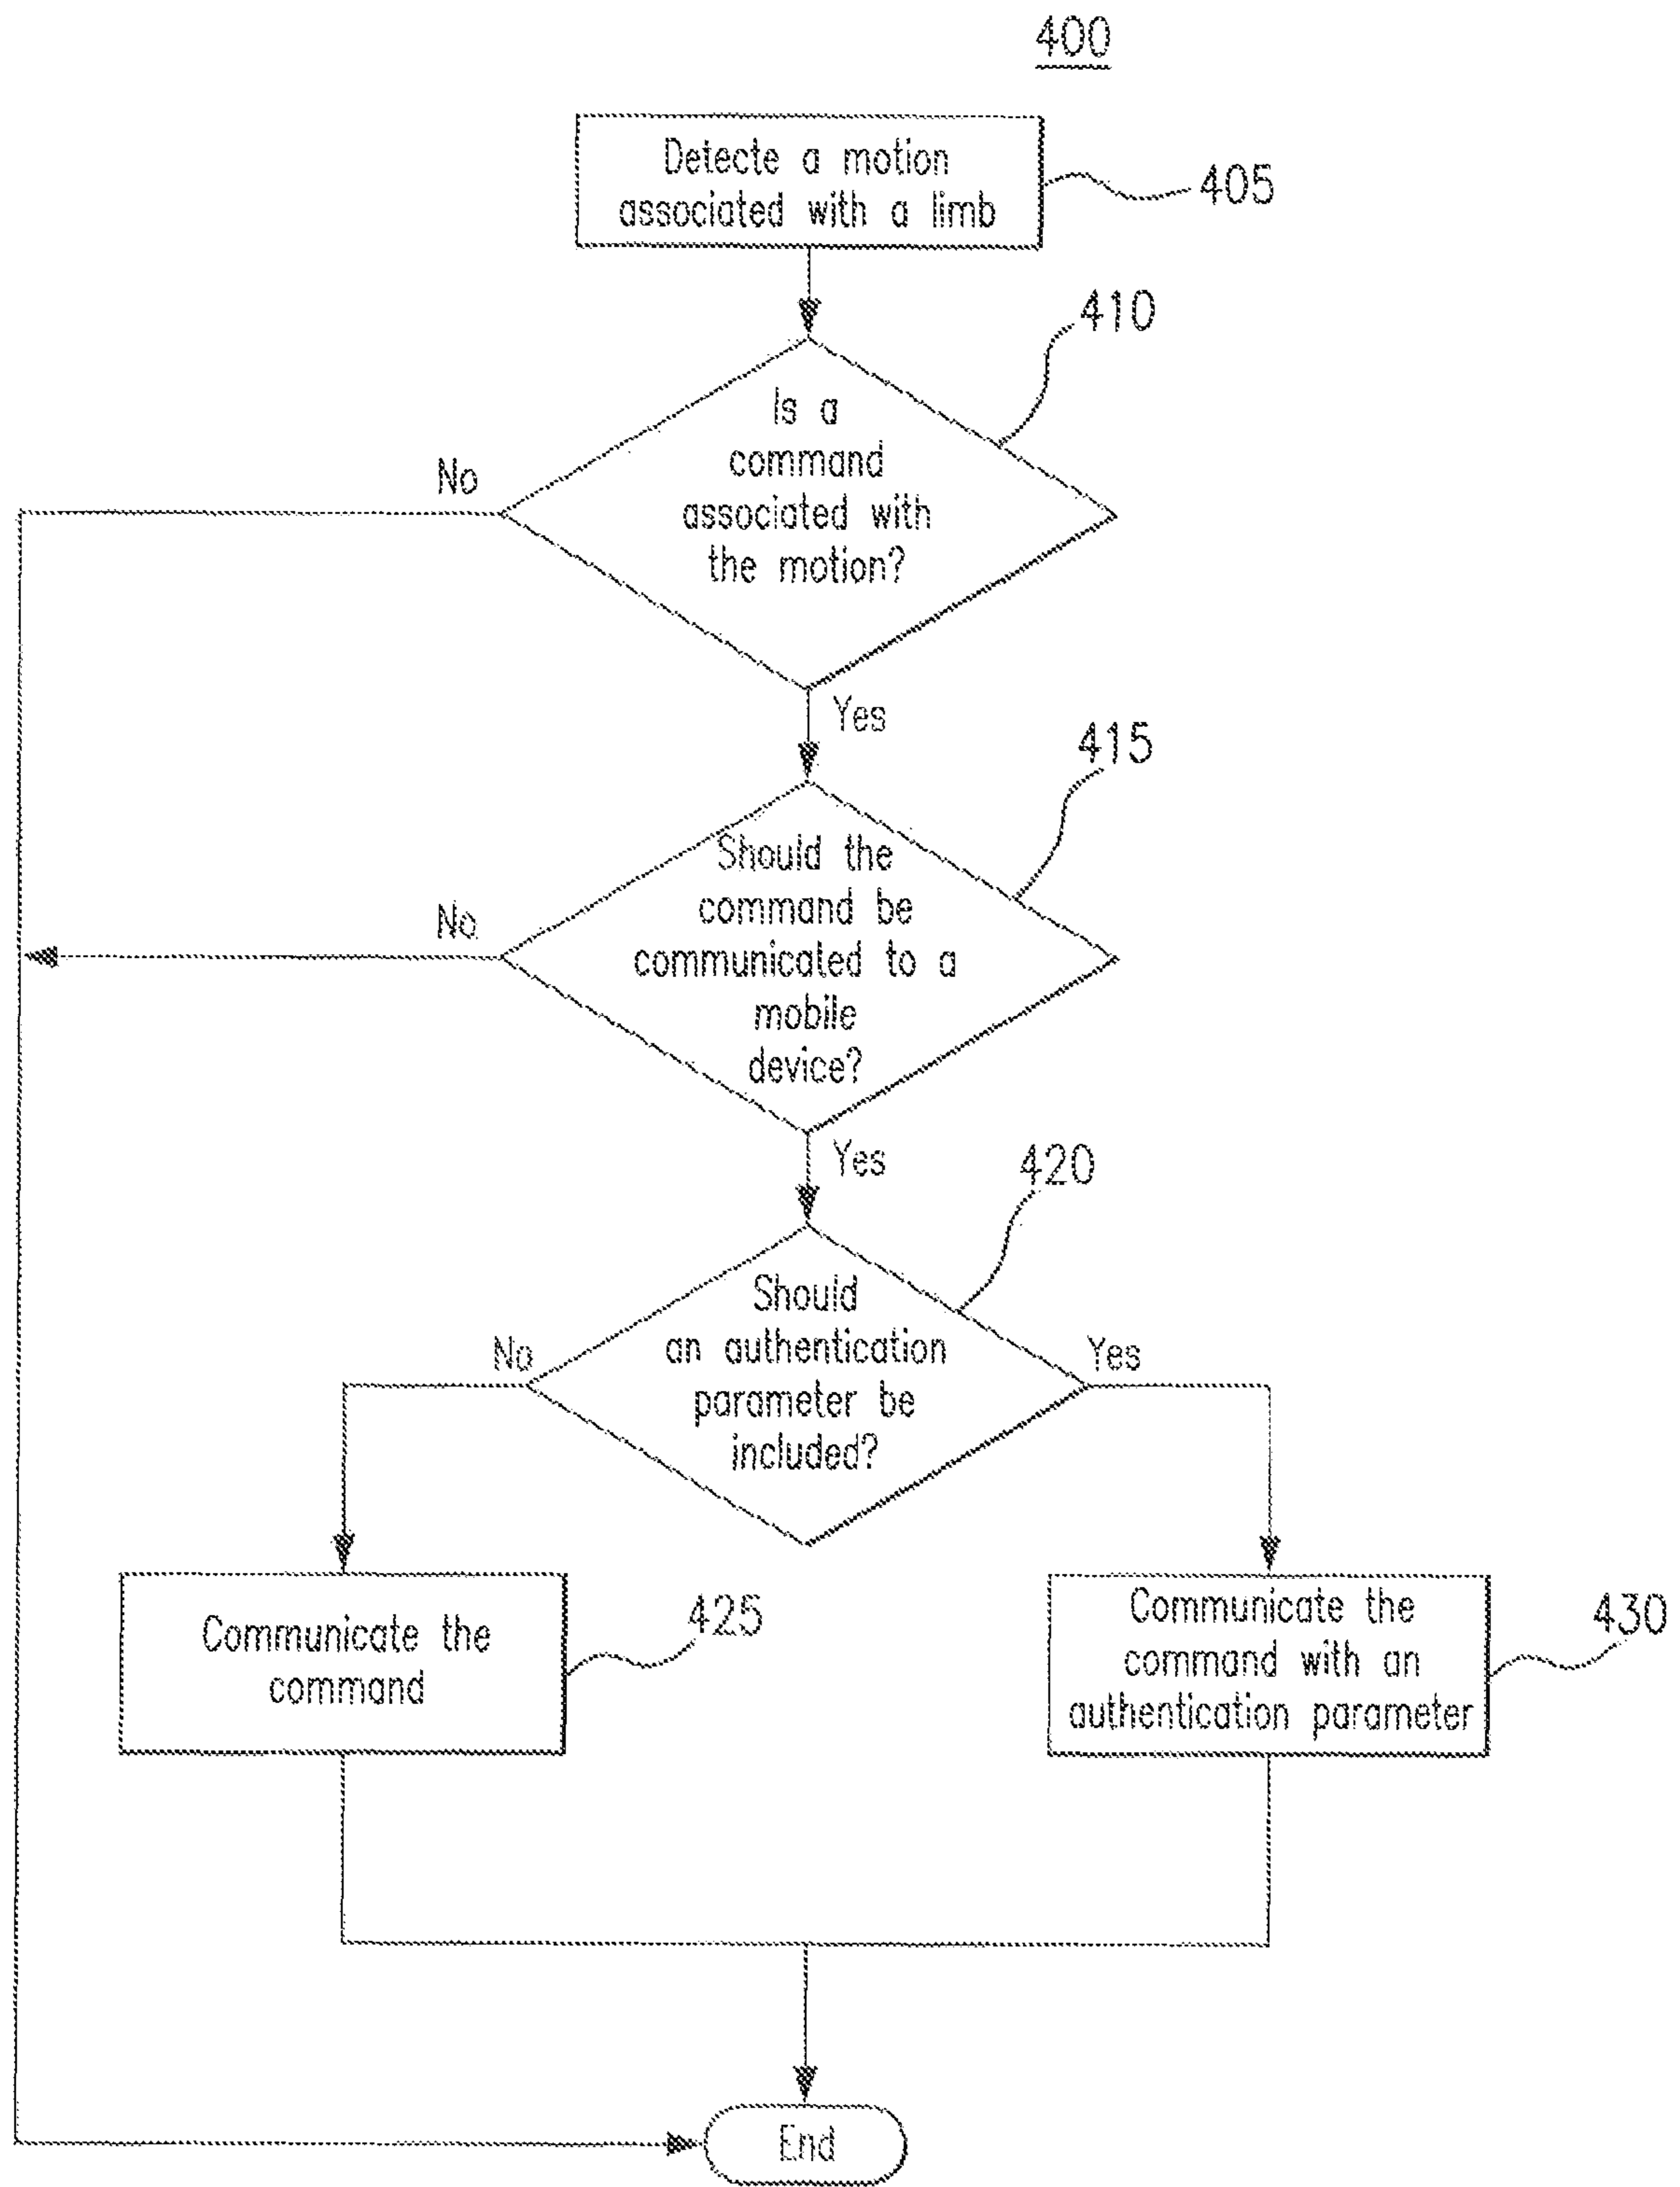 400
Detecte a motion
associated with a limb
405
410
Is a
command
associated with
the motion?
No
Yes
415
Should the
command be
communicated to a
mobile
device?
No
Yes
420
Should
an authentication
parameter be
included?
No
Yes
Communicate the
command
425
Communicate the
command with an
authentication parameter
430
End